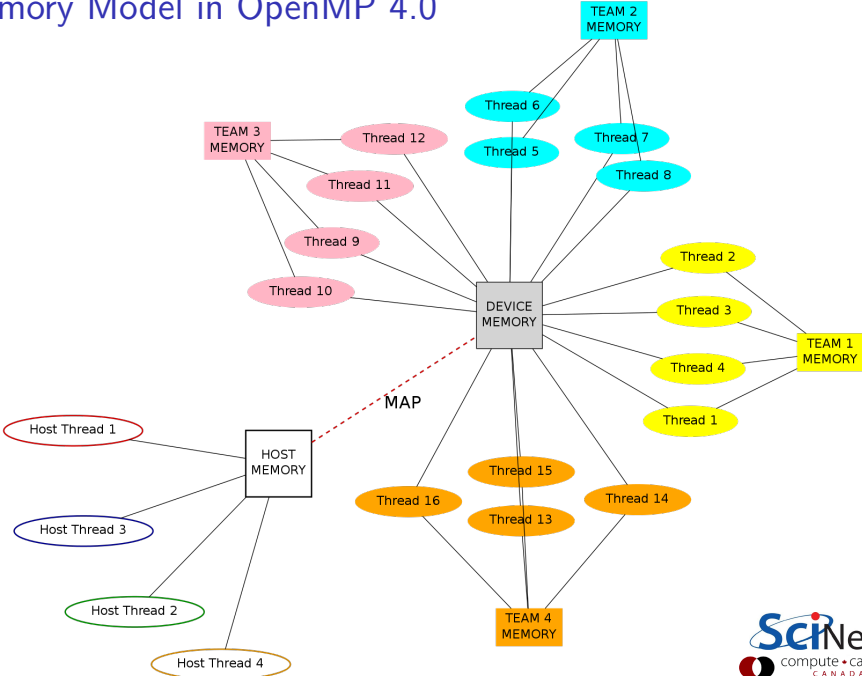 mory Model in OpenMP 4.0
TEAM 2
MEMORY
Thread 6
Thread 5
Thread 7
Thread 8
TEAM 3
MEMORY
Thread 12
Thread 11
Thread 9
Thread 10
Thread 2
DEVICE
MEMORY
Thread 3
TEAM 1
MEMORY
Thread 4
Thread 1
MAP
Host Thread 1
HOST
MEMORY
Thread 15
Thread 16
Thread 14
Thread 13
Host Thread 3
Host Thread 2
TEAM 4
MEMORY
Host Thread 4
SciNe
compute • ca
CANADA